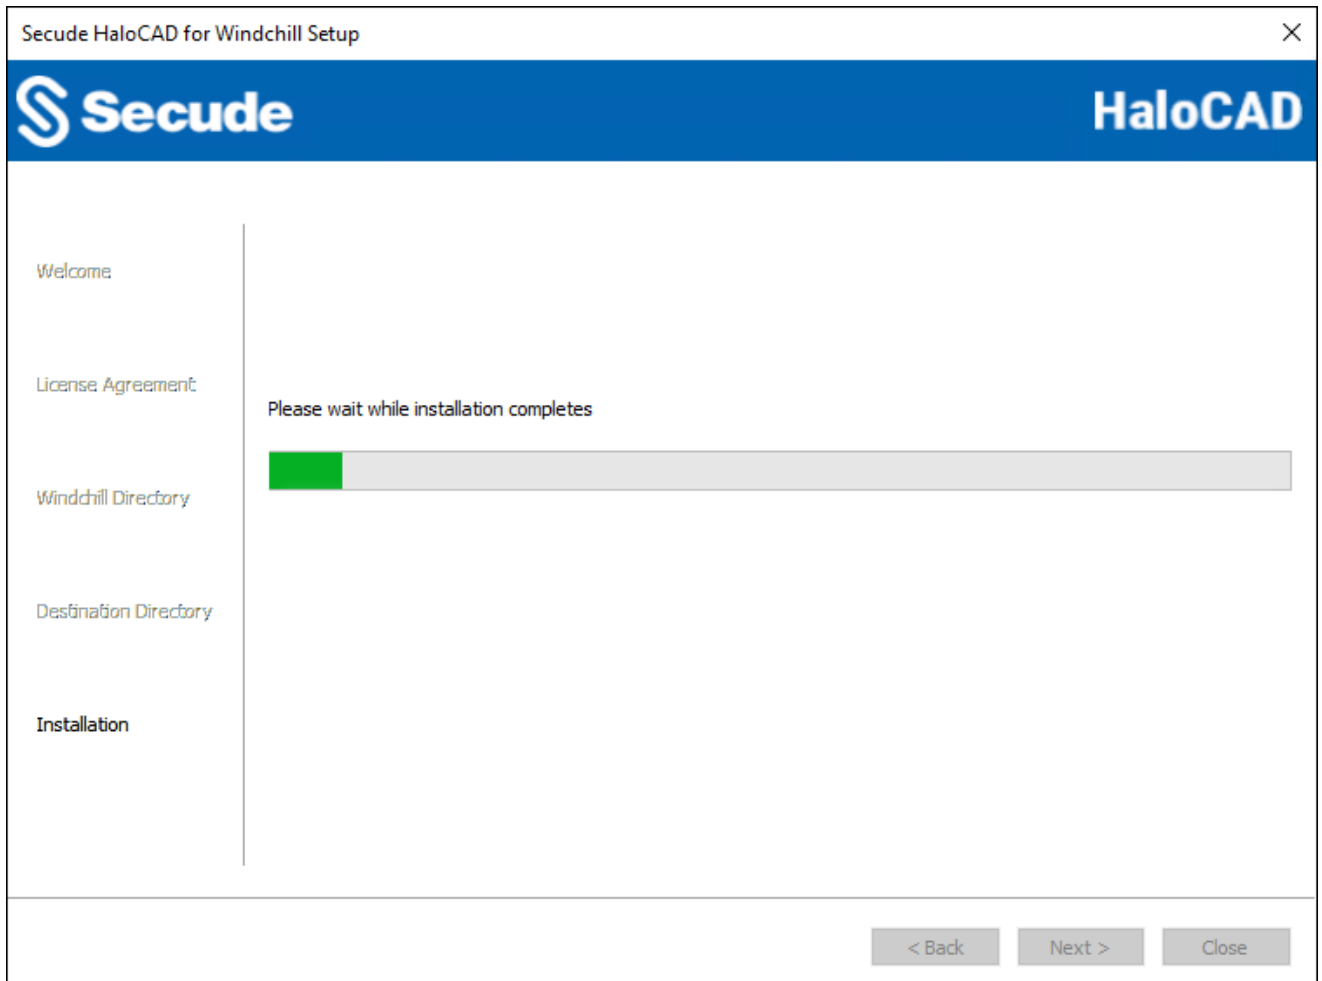 Secude HaloCAD for Windchill Setup
Secude
HaloCAD
Welcome
License Agreement
Please wait while installation completes
Windchill Directory
Destination Directory
Installation
< Back
Next >
Close